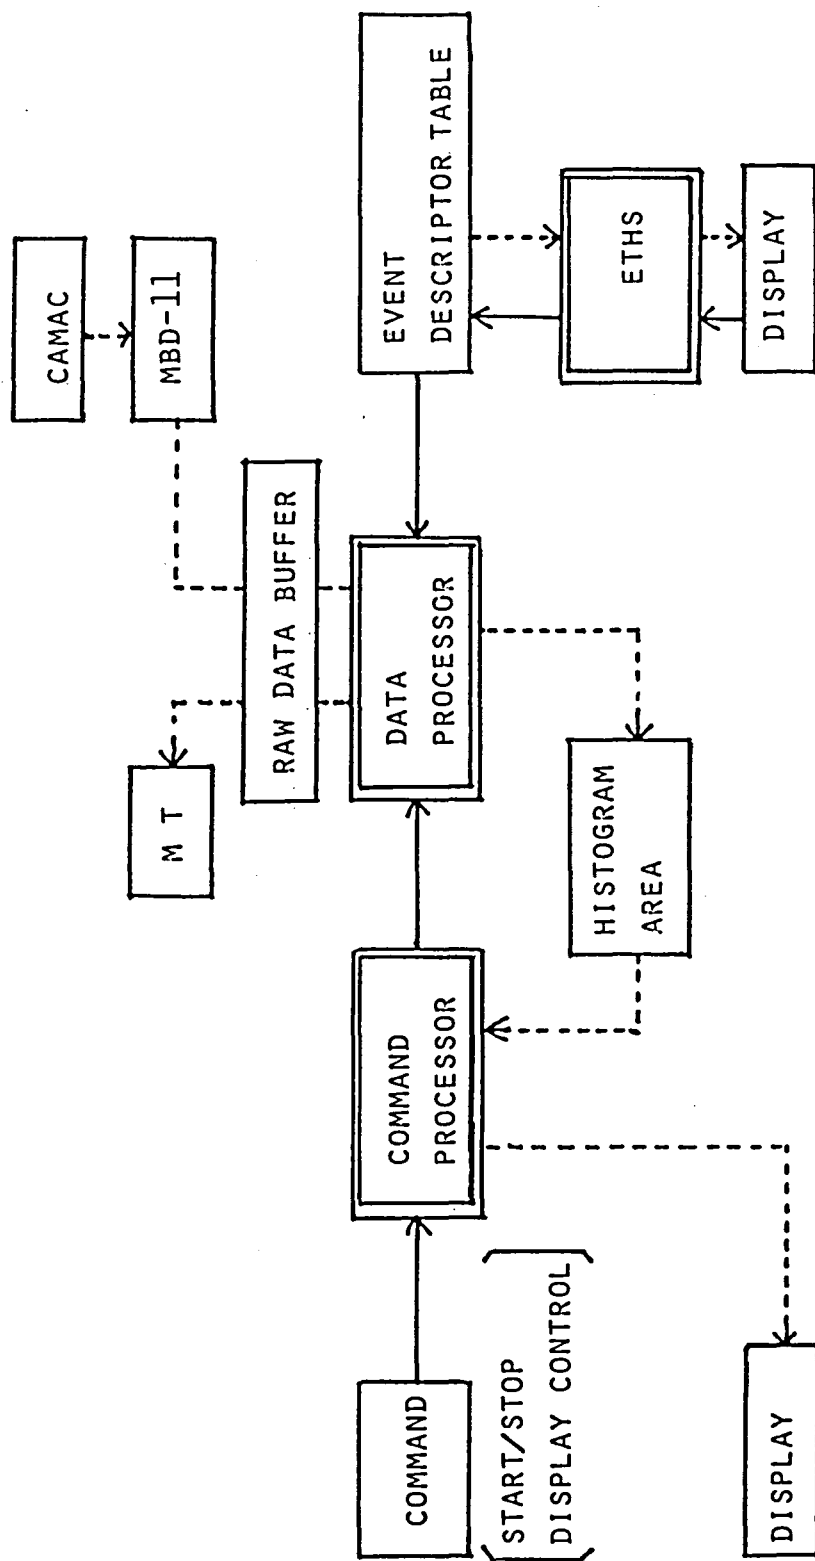 CAMAC
MBD-11
M T
RAW DATA BUFFER
COMMAND
START/STOP
DISPLAY CONTROL
COMMAND
PROCESSOR
DATA
PROCESSOR
EVENT
DESCRIPTOR TABLE
HISTOGRAM
AREA
ETHS
DISPLAY
DISPLAY